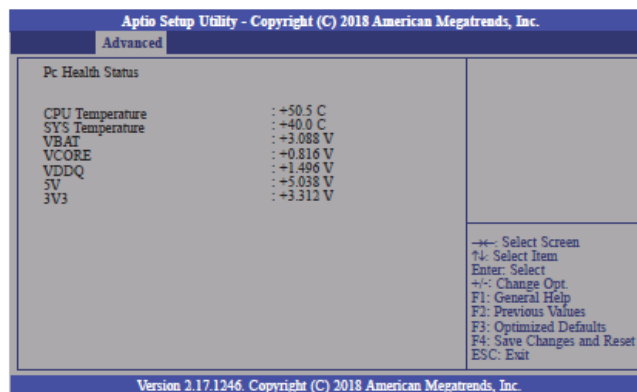 Aptio Setup Utility - Copyright (C) 2018 American Megatrends, Inc.
Advanced
Pc Health Status
CPU Temperature : +50.5 C
SYS Temperature : +40.0 C
VBAT : +3.088 V
VCORE : +0.816 V
VDDQ : +1.496 V
5V : +5.038 V
3V3 : +3.312 V
→←: Select Screen
↑↓: Select Item
Enter: Select
+/-: Change Opt.
F1: General Help
F2: Previous Values
F3: Optimized Defaults
F4: Save Changes and Reset
ESC: Exit
Version 2.17.1246. Copyright (C) 2018 American Megatrends, Inc.